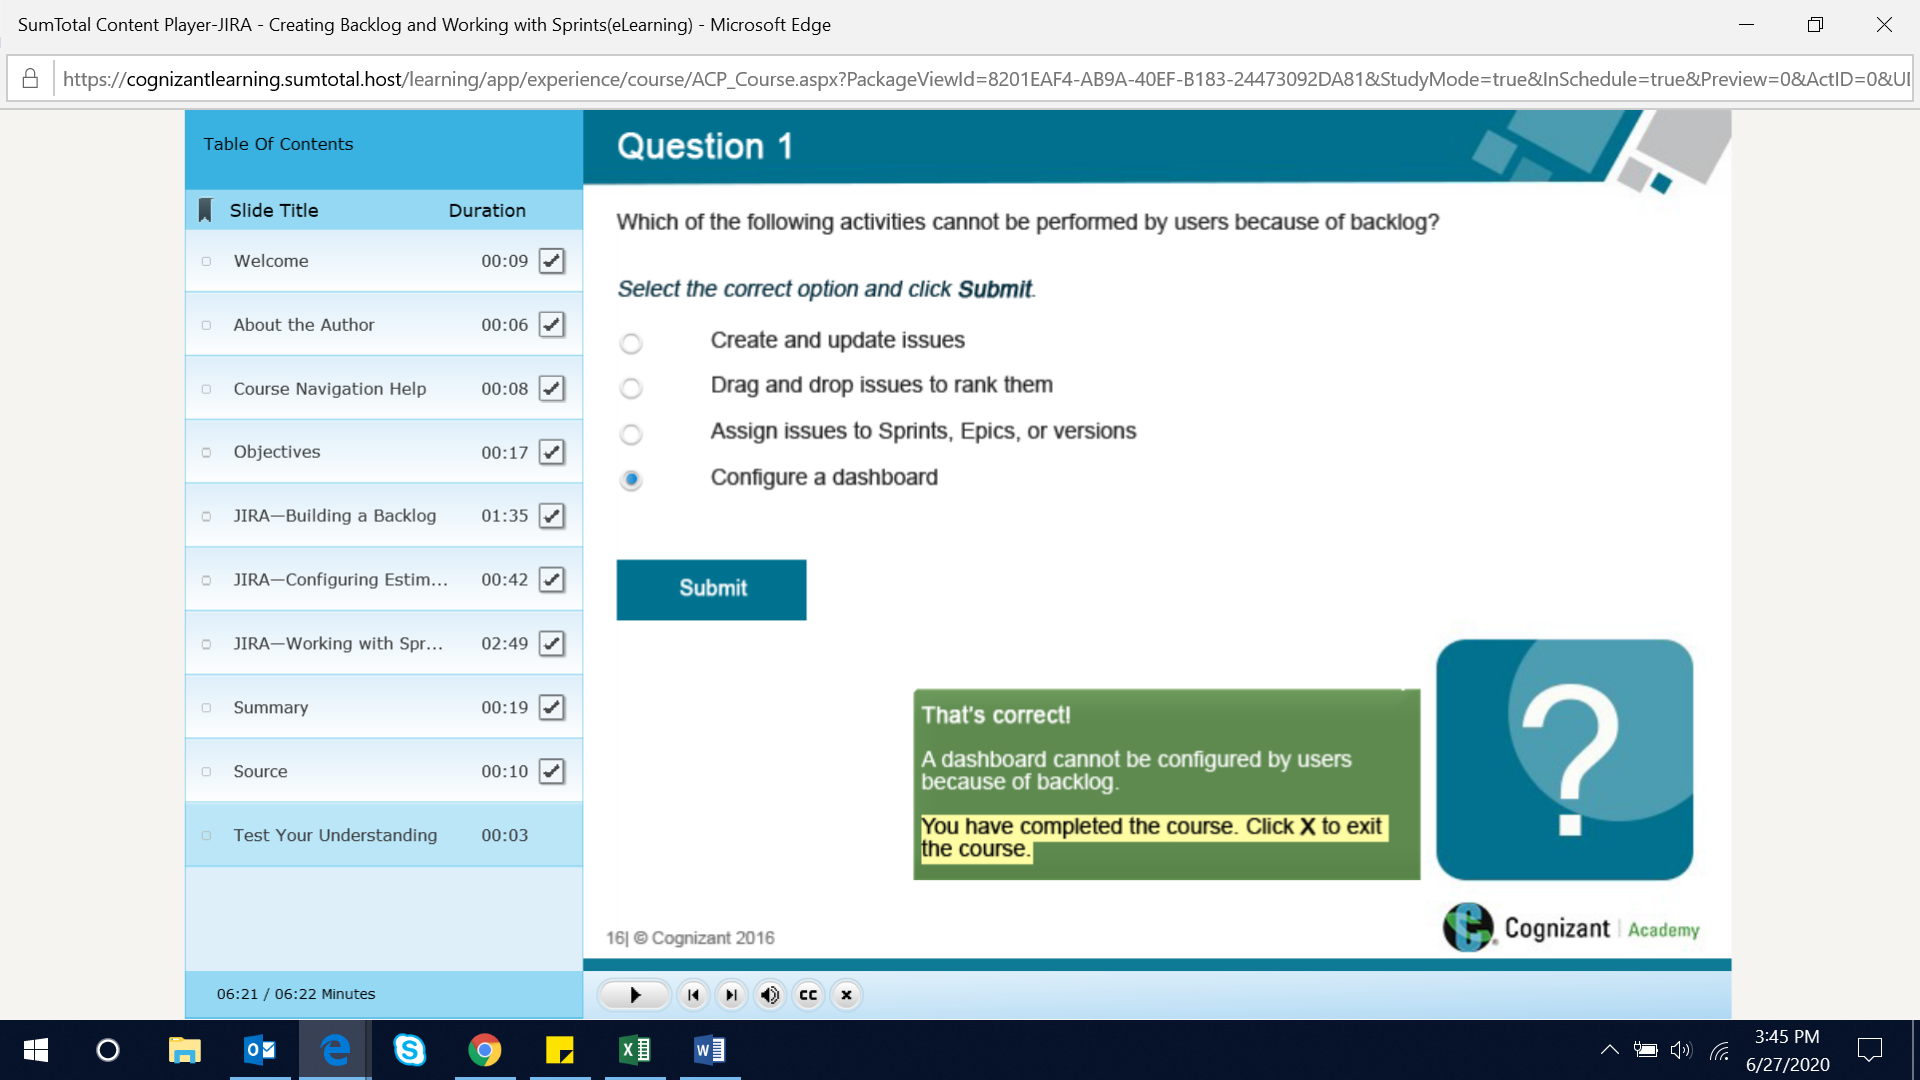 SumTotal Content Player-JIRA - Creating Backlog and Working with Sprints(eLearning) - Microsoft Edge
https://cognizantlearning.sumtotal.host/learning/app/experience/course/ACP_Course.aspx?PackageViewId=8201EAF4-AB9A-40EF-B183-24473092DA81&StudyMode=true&InSchedule=true&Preview=0&ActID=0&UI
Table Of Contents
Slide Title Duration
Welcome 00:09
About the Author 00:06
Course Navigation Help 00:08
Objectives 00:17
JIRA—Building a Backlog 01:35
JIRA—Configuring Estim... 00:42
JIRA—Working with Spr... 02:49
Summary 00:19
Source 00:10
Test Your Understanding 00:03
06:21 / 06:22 Minutes
Question 1
Which of the following activities cannot be performed by users because of backlog?
Select the correct option and click Submit.
Create and update issues
Drag and drop issues to rank them
Assign issues to Sprints, Epics, or versions
Configure a dashboard
Submit
That's correct!
A dashboard cannot be configured by users
because of backlog.
You have completed the course. Click X to exit
the course.
?
16| © Cognizant 2016
Cognizant | Academy
CC
3:45 PM
6/27/2020